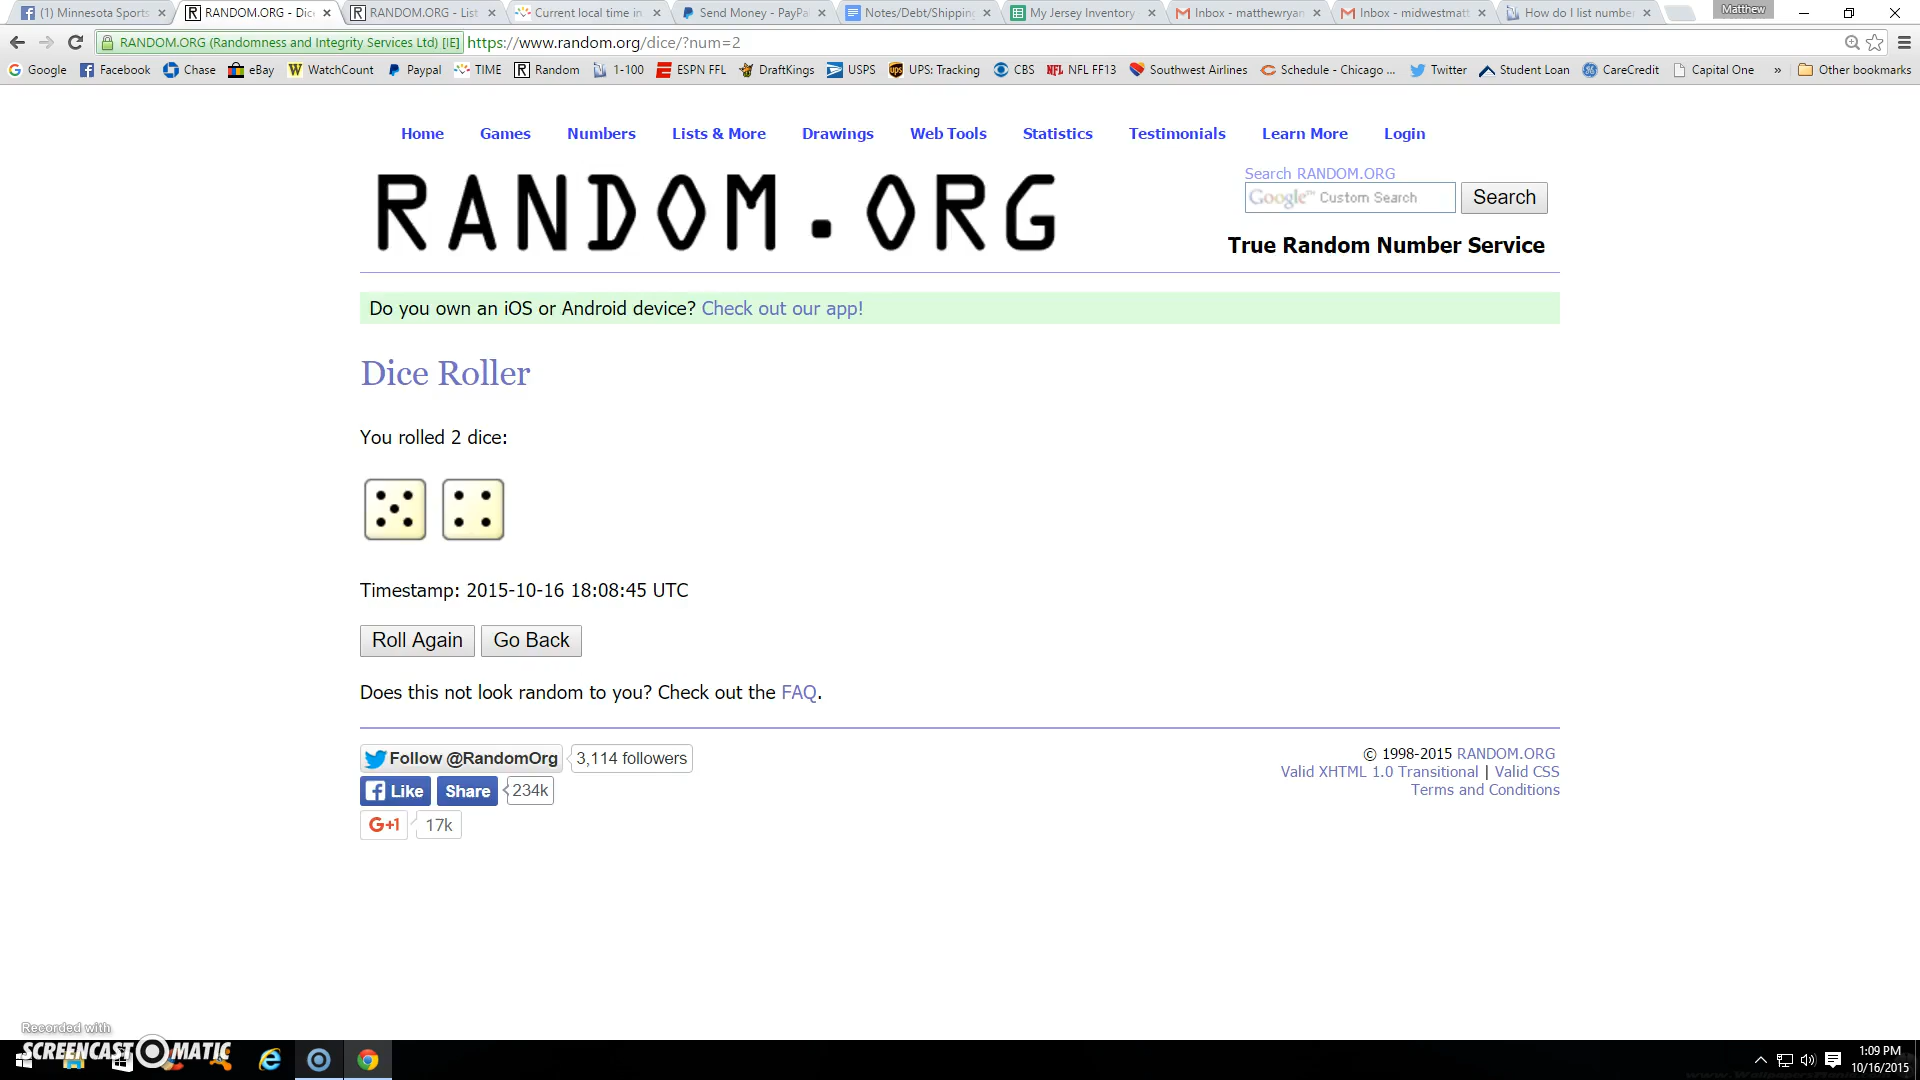 (1) Minnesota Sports
RANDOM.ORG - Dic
RANDOM.ORG - List
Current local time in
Send Money - PayPa
Notes/Debt/Shipping
My Jersey Inventory
Inbox - matthewryan
Inbox - midwestmatt
How do I list number
Matthew
RANDOM.ORG (Randomness and Integrity Services Ltd) [IE] https://www.random.org/dice/?num=2
Google Facebook Chase eBay WatchCount Paypal TIME Random 1-100 ESPN FFL DraftKings USPS UPS: Tracking CBS NFL FF13 Southwest Airlines Schedule - Chicago ... Twitter Student Loan CareCredit Capital One » Other bookmarks
Home Games Numbers Lists & More Drawings Web Tools Statistics Testimonials Learn More Login
RANDOM.ORG
Search RANDOM.ORG
Google™ Custom Search Search
True Random Number Service
Do you own an iOS or Android device? Check out our app!
Dice Roller
You rolled 2 dice:
Timestamp: 2015-10-16 18:08:45 UTC
Roll Again Go Back
Does this not look random to you? Check out the FAQ.
Follow @RandomOrg 3,114 followers
Like Share 234k
G+1 17k
© 1998-2015 RANDOM.ORG
Valid XHTML 1.0 Transitional | Valid CSS
Terms and Conditions
Recorded with
SCREENCAST-O-MATIC
1:09 PM
10/16/2015